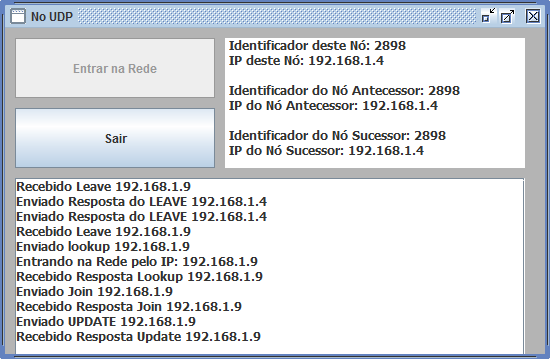 No UDP
Entrar na Rede
Sair
Identificador deste Nó: 2898
IP deste Nó: 192.168.1.4
Identificador do Nó Antecessor: 2898
IP do Nó Antecessor: 192.168.1.4
Identificador do Nó Sucessor: 2898
IP do Nó Sucessor: 192.168.1.4
Recebido Leave 192.168.1.9
Enviado Resposta do LEAVE 192.168.1.4
Enviado Resposta do LEAVE 192.168.1.4
Recebido Leave 192.168.1.9
Enviado lookup 192.168.1.9
Entrando na Rede pelo IP: 192.168.1.9
Recebido Resposta Lookup 192.168.1.9
Enviado Join 192.168.1.9
Recebido Resposta Join 192.168.1.9
Enviado UPDATE 192.168.1.9
Recebido Resposta Update 192.168.1.9